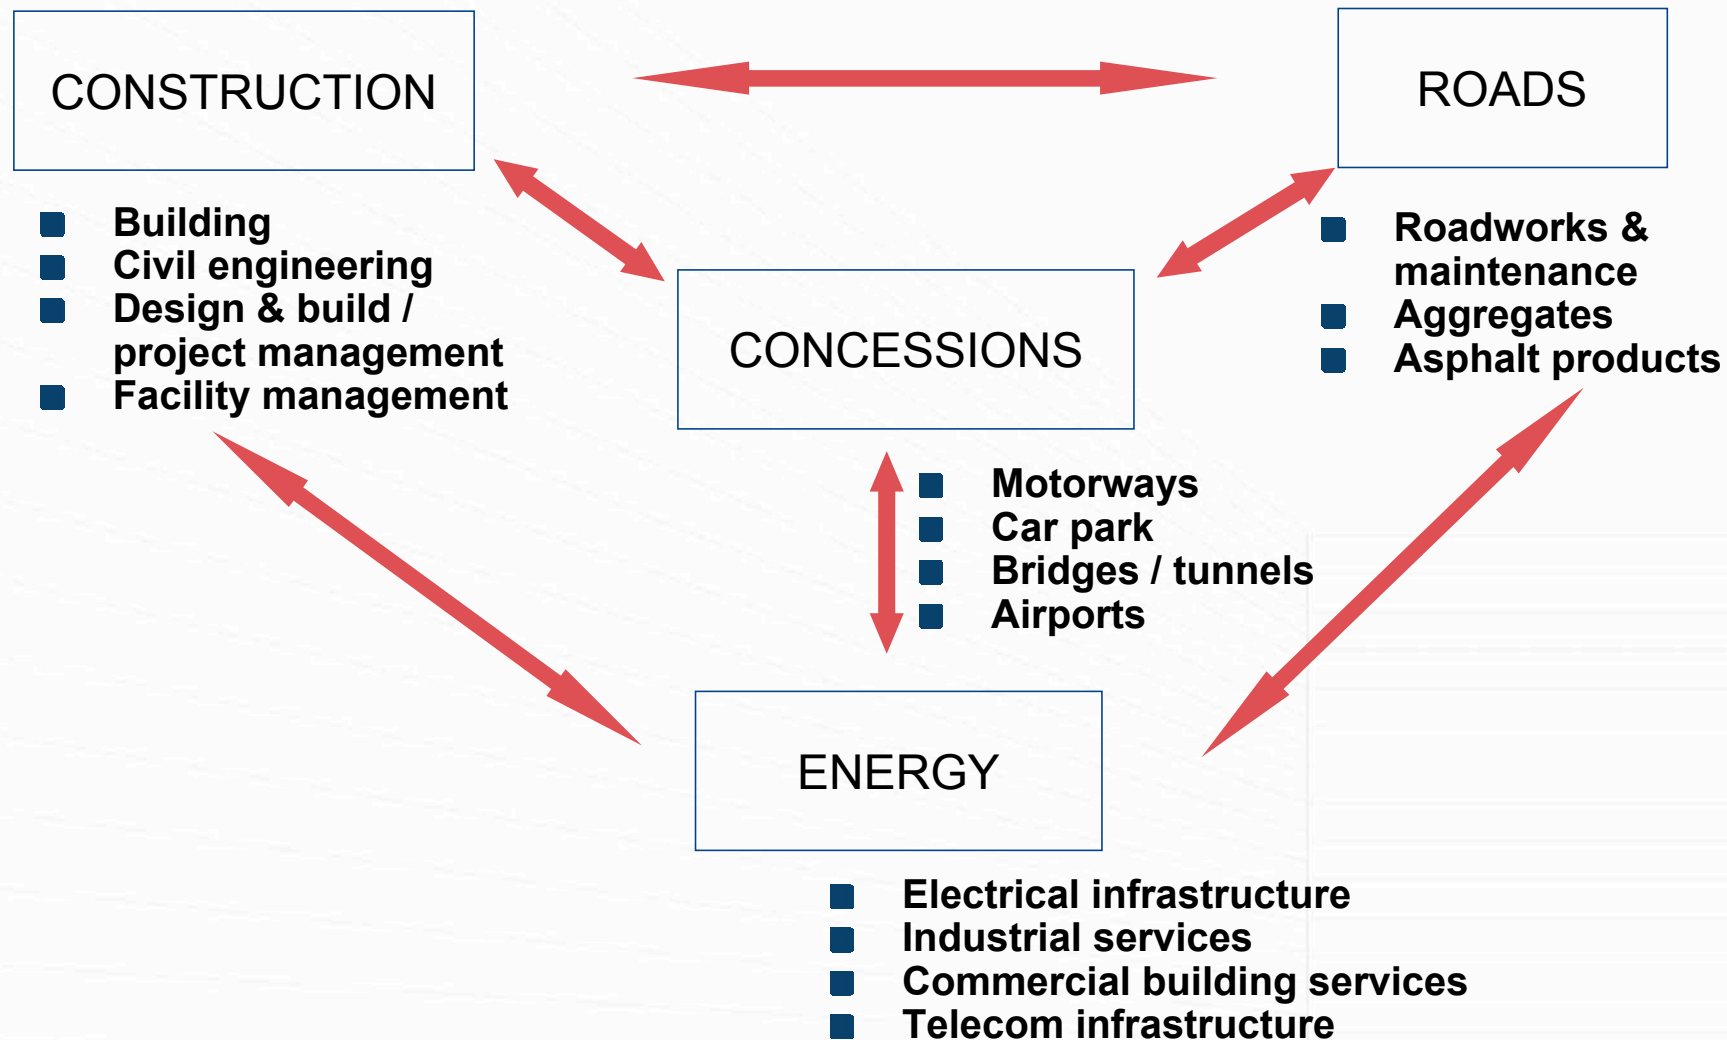 CONSTRUCTION
Building
Civil engineering
Design & build /
project management
Facility management
ROADS
Roadworks &
maintenance
Aggregates
Asphalt products
CONCESSIONS
Motorways
Car park
Bridges / tunnels
Airports
ENERGY
Electrical infrastructure
Industrial services
Commercial building services
Telecom infrastructure